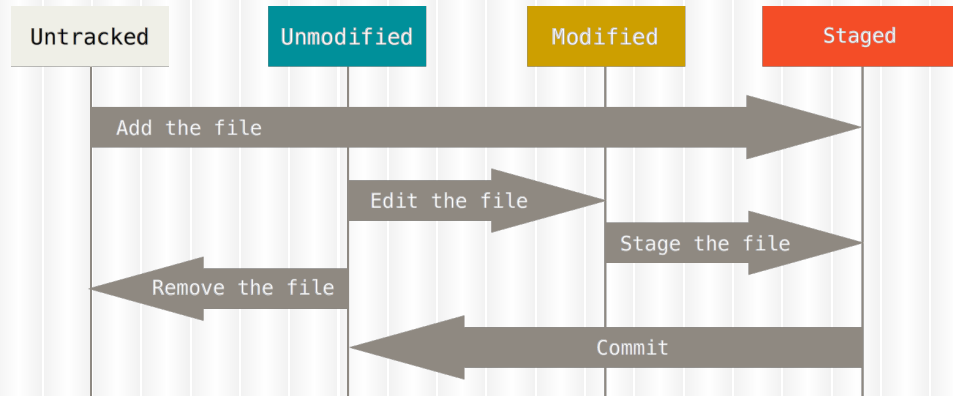 Untracked
Unmodified
Modified
Staged
Add the file
Edit the file
Stage the file
Remove the file
Commit